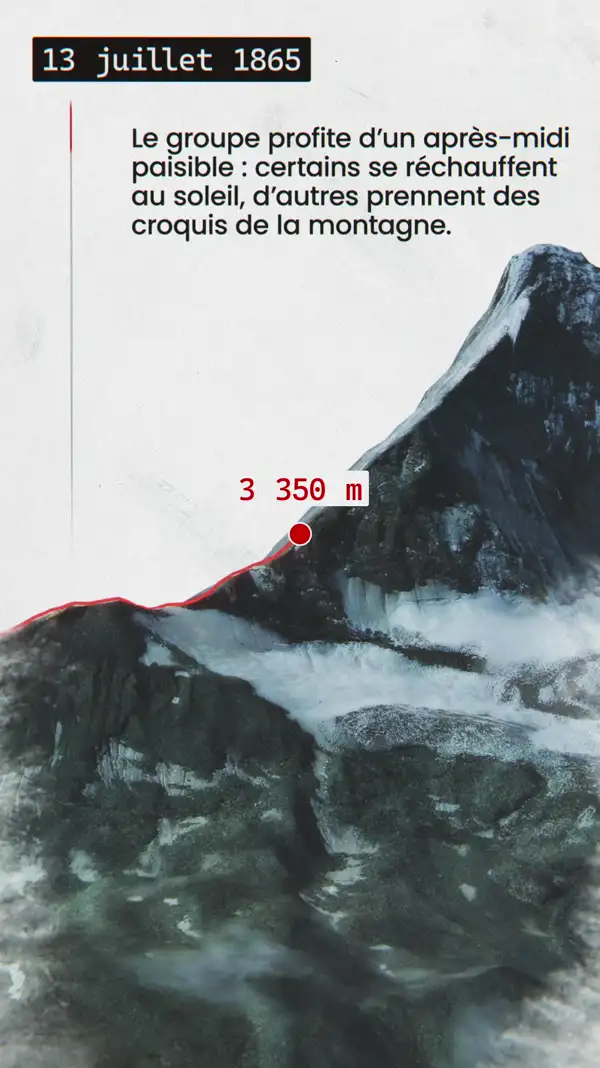 13 juillet 1865
Le groupe profite d’un après-midi
paisible : certains se réchauffent
au soleil, d’autres prennent des
croquis de la montagne.
3 350 m